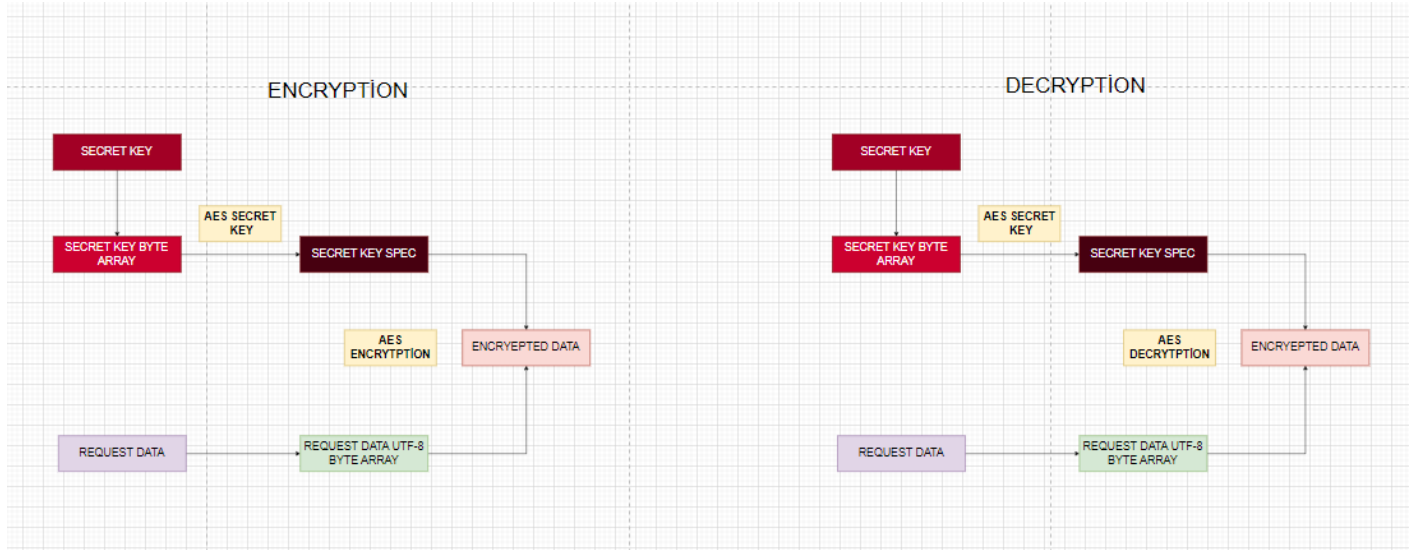 ENCRYPTİON
SECRET KEY
AES SECRET
KEY
SECRET KEY BYTE
ARRAY
SECRET KEY SPEC
AES
ENCRYTPTİON
ENCRYEPTED DATA
REQUEST DATA
REQUEST DATA UTF-8
BYTE ARRAY
DECRYPTİON
SECRET KEY
AES SECRET
KEY
SECRET KEY BYTE
ARRAY
SECRET KEY SPEC
AES
DECRYTPTİON
ENCRYEPTED DATA
REQUEST DATA
REQUEST DATA UTF-8
BYTE ARRAY